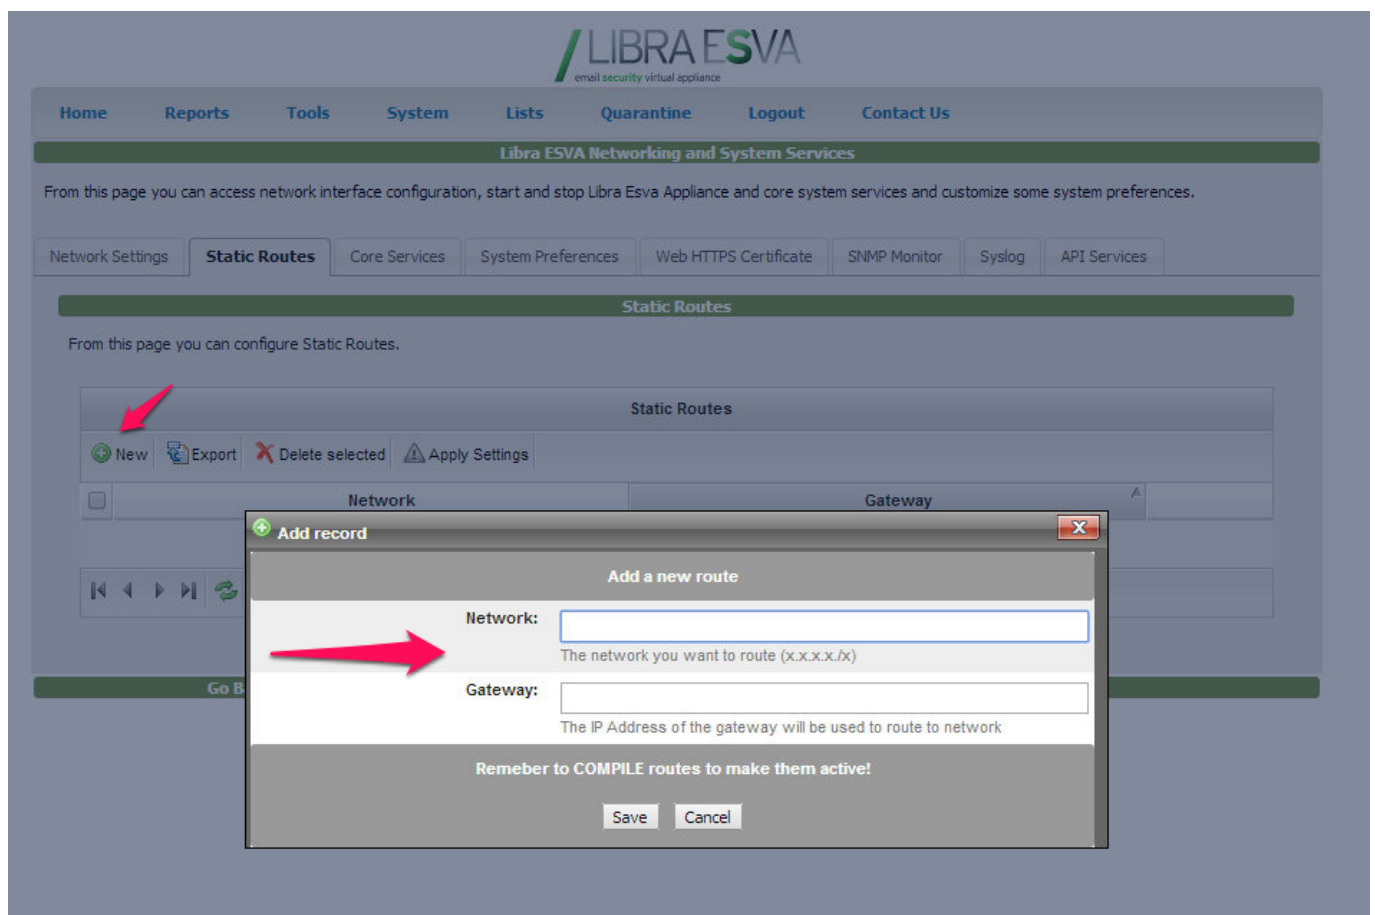 LIBRA ESVA
email security virtual appliance
Home Reports Tools System Lists Quarantine Logout Contact Us
Libra ESVA Networking and System Services
From this page you can access network interface configuration, start and stop Libra Esva Appliance and core system services and customize some system preferences.
Network Settings Static Routes Core Services System Preferences Web HTTPS Certificate SNMP Monitor Syslog API Services
Static Routes
From this page you can configure Static Routes.
Static Routes
New Export Delete selected Apply Settings
Network Gateway
Add record
Add a new route
Network:
The network you want to route (x.x.x.x./x)
Go B
Gateway:
The IP Address of the gateway will be used to route to network
Remeber to COMPILE routes to make them active!
Save Cancel